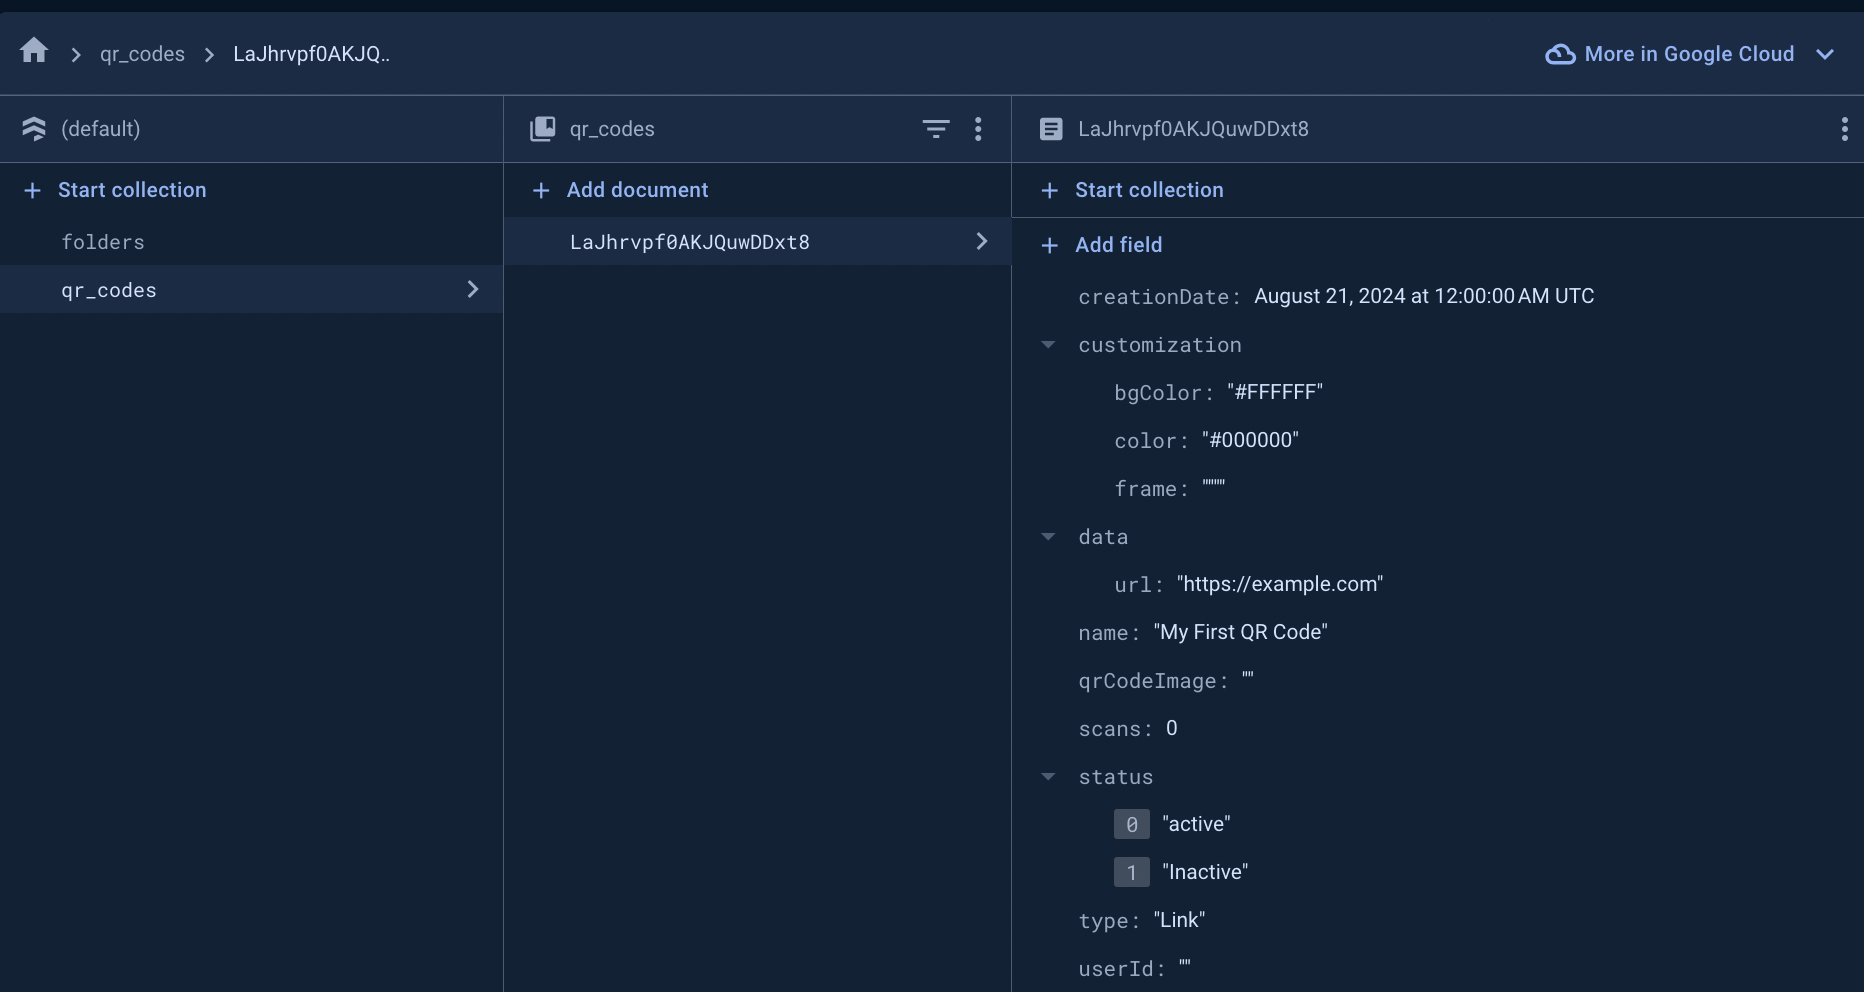 qr_codes
LaJhrvpf0AKJQ..
More in Google Cloud
(default)
qr_codes
LaJhrvpf0AKJQuwDDxt8
Start collection
Add document
Start collection
folders
LaJhrvpf0AKJQuwDDxt8
Add field
qr_codes
creationDate: August 21, 2024 at 12:00:00 AM UTC
customization
bgColor: "#FFFFFF"
color: "#000000"
frame: """"
data
url: "https://example.com"
name: "My First QR Code"
qrCodeImage: ""
scans: 0
status
0 "active"
1 "Inactive"
type: "Link"
userId: ""